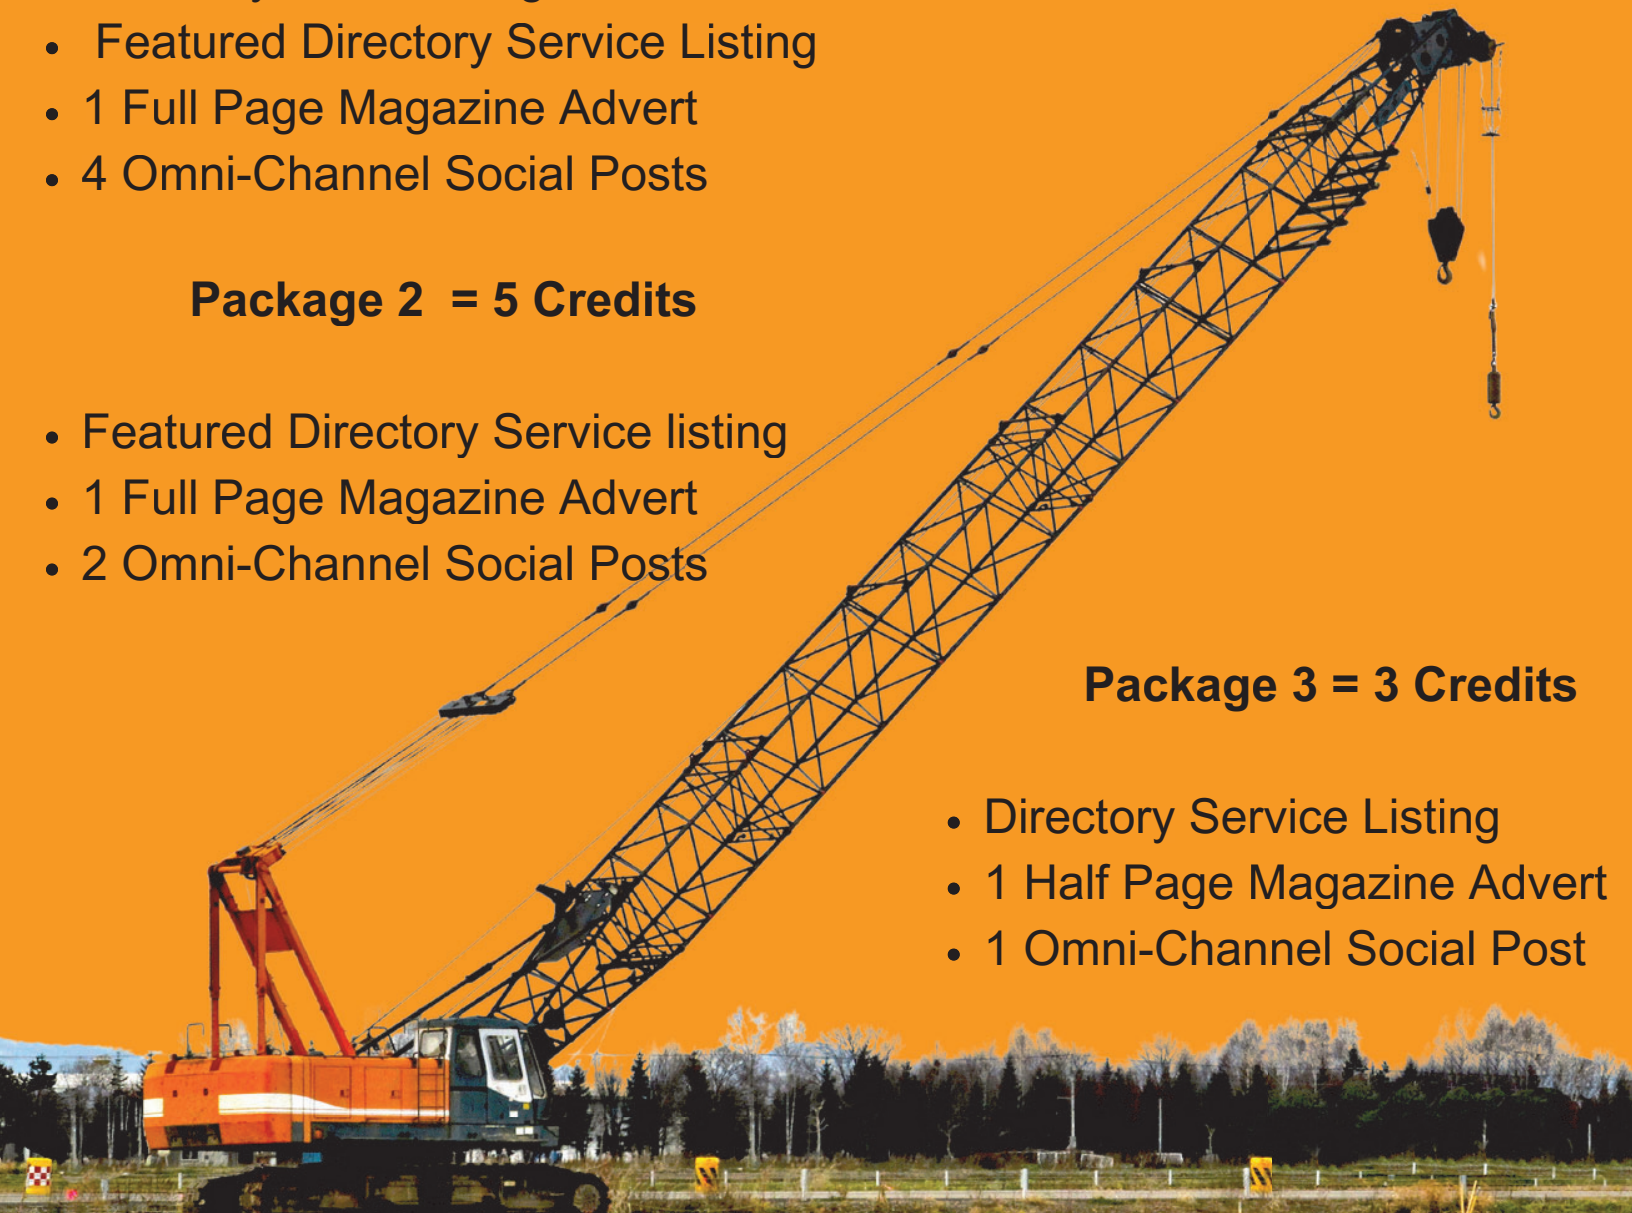 • Featured Directory Service Listing
• 1 Full Page Magazine Advert
• 4 Omni-Channel Social Posts
Package 2 = 5 Credits
• Featured Directory Service listing
• 1 Full Page Magazine Advert
• 2 Omni-Channel Social Posts
Package 3 = 3 Credits
• Directory Service Listing
• 1 Half Page Magazine Advert
• 1 Omni-Channel Social Post